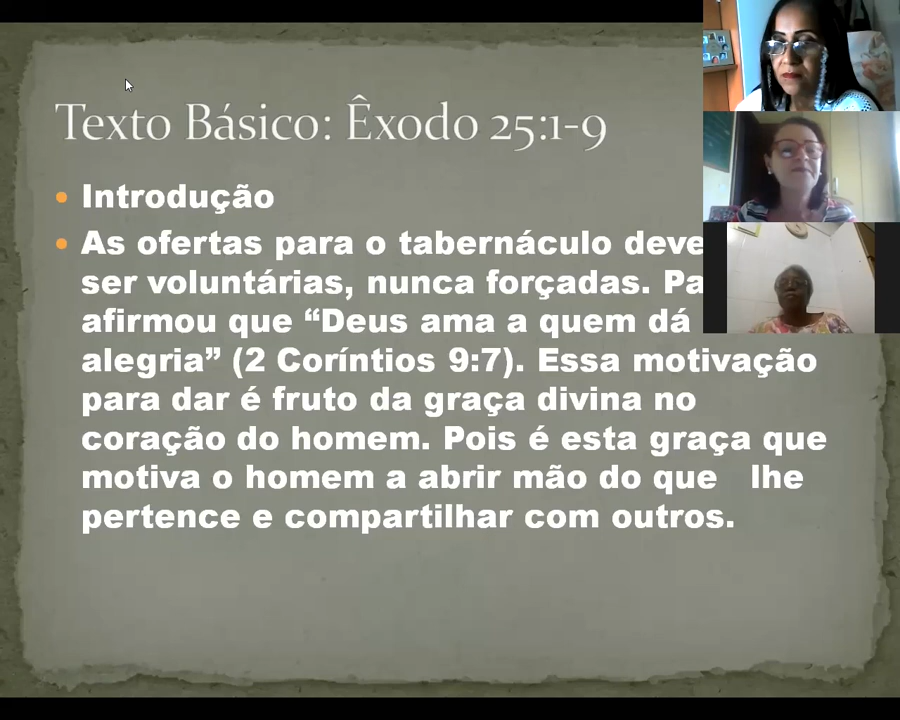 Texto Básico: Êxodo 25:1-9
Introdução
As ofertas para o tabernáculo
ser voluntárias, nunca forçadas.
afirmou que “Deus ama a quem dá
alegria” (2 Coríntios 9:7). Essa motivação
para dar é fruto da graça divina no
coração do homem. Pois é esta graça que
motiva o homem a abrir mão do que lhe
pertence e compartilhar com outros.